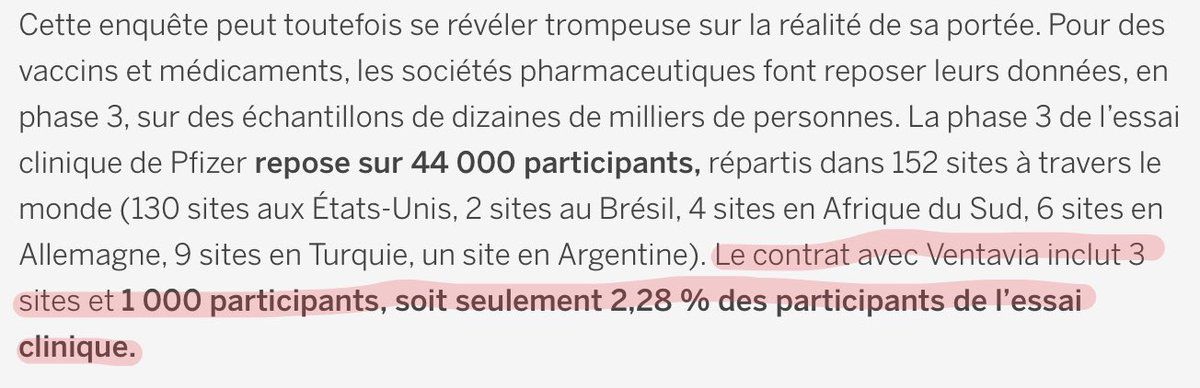 Cette enquête peut toutefois se révéler trompeuse sur la réalité de sa portée. Pour des
vaccins et médicaments, les sociétés pharmaceutiques font reposer leurs données, en
phase 3, sur des échantillons de dizaines de milliers de personnes. La phase 3 de l’essai
clinique de Pfizer repose sur 44 000 participants, répartis dans 152 sites à travers le
monde (130 sites aux États-Unis, 2 sites au Brésil, 4 sites en Afrique du Sud, 6 sites en
Allemagne, 9 sites en Turquie, un site en Argentine). Le contrat avec Ventavia inclut 3
sites et 1 000 participants, soit seulement 2,28 % des participants de l’essai
clinique.